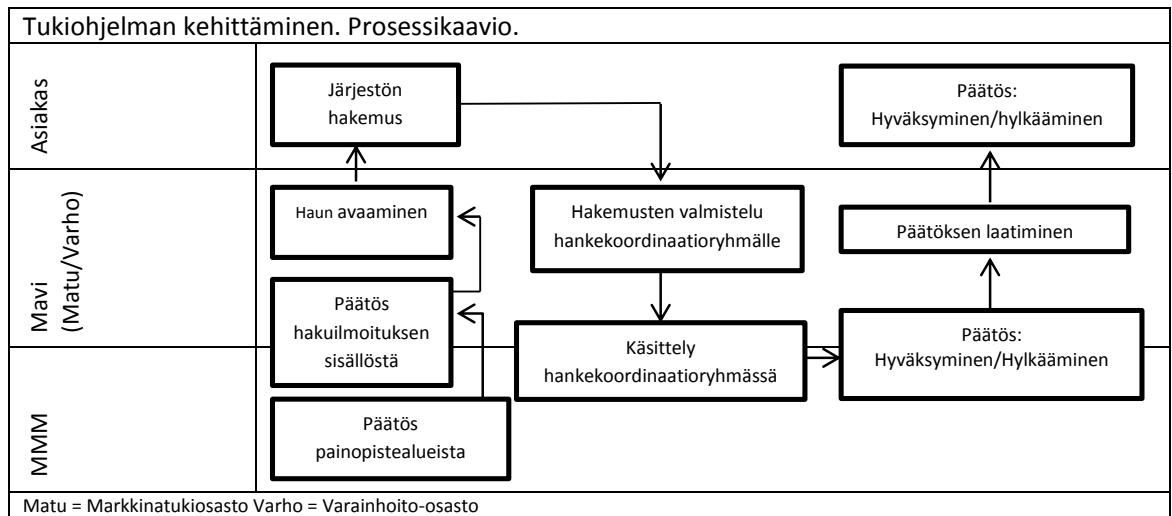 Tukiohjelman kehittäminen. Prosessikaavio.
Asiakas
Järjestön
hakemus
Päätös:
Hyväksyminen/hylkääminen
Mavi
(Matu/Varho)
Haun avaaminen
Hakemusten valmistelu
hankekoordinaatioryhmälle
Päätöksen laatiminen
Päätös
hakuilmoituksen
sisällöstä
Käsittely
hankekoordinaatioryhmässä
Päätös:
Hyväksyminen/Hylkääminen
MMM
Päätös
painopistealueista
Matu = Markkinatukiosasto Varho = Varainhoito-osasto